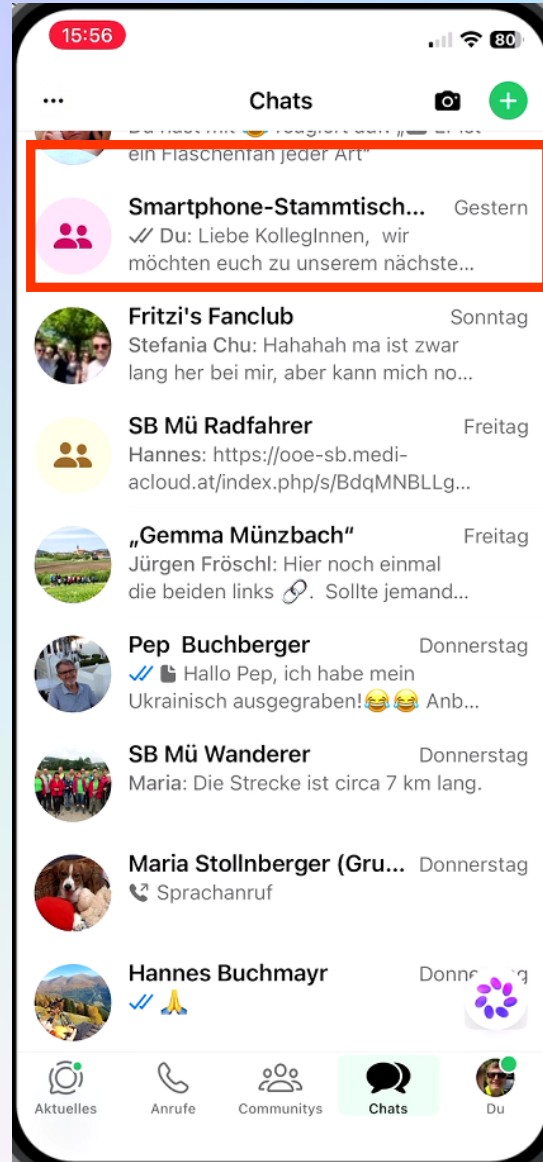 15:56
80
Chats
ein Flaschenfan jeder Art"
Smartphone-Stammtisch... Gestern
Du: Liebe KollegInnen, wir
möchten euch zu unserem nächste...
Fritzi's Fanclub Sonntag
Stefania Chu: Hahahah ma ist zwar
lang her bei mir, aber kann mich no...
SB Mü Radfahrer Freitag
Hannes: https://ooe-sb.medi-
acloud.at/index.php/s/BdqMNBLLg...
„Gemma Münzbach“ Freitag
Jürgen Fröschl: Hier noch einmal
die beiden links 🔗. Sollte jemand...
Pep Buchberger Donnerstag
Hallo Pep, ich habe mein
Ukrainisch ausgegraben!😂😂 Anb...
SB Mü Wanderer Donnerstag
Maria: Die Strecke ist circa 7 km lang.
Maria Stollnberger (Gru... Donnerstag
Sprachanruf
Hannes Buchmayr
🙏
Aktuelles Anrufe Communitys Chats Du